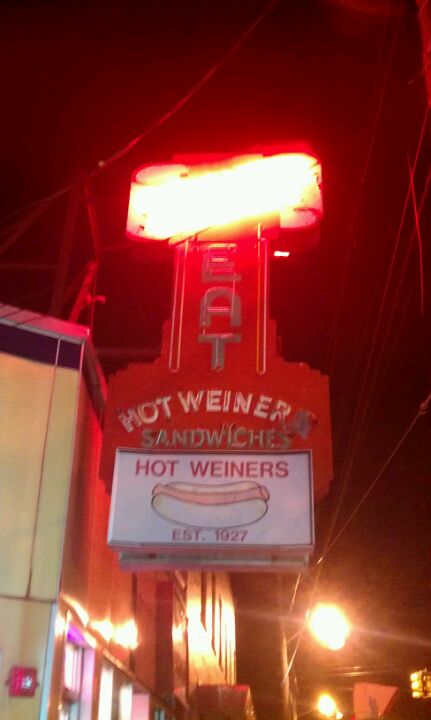 EAT
HOT WEINERS
SANDWICHES
HOT WEINERS
EST. 1927